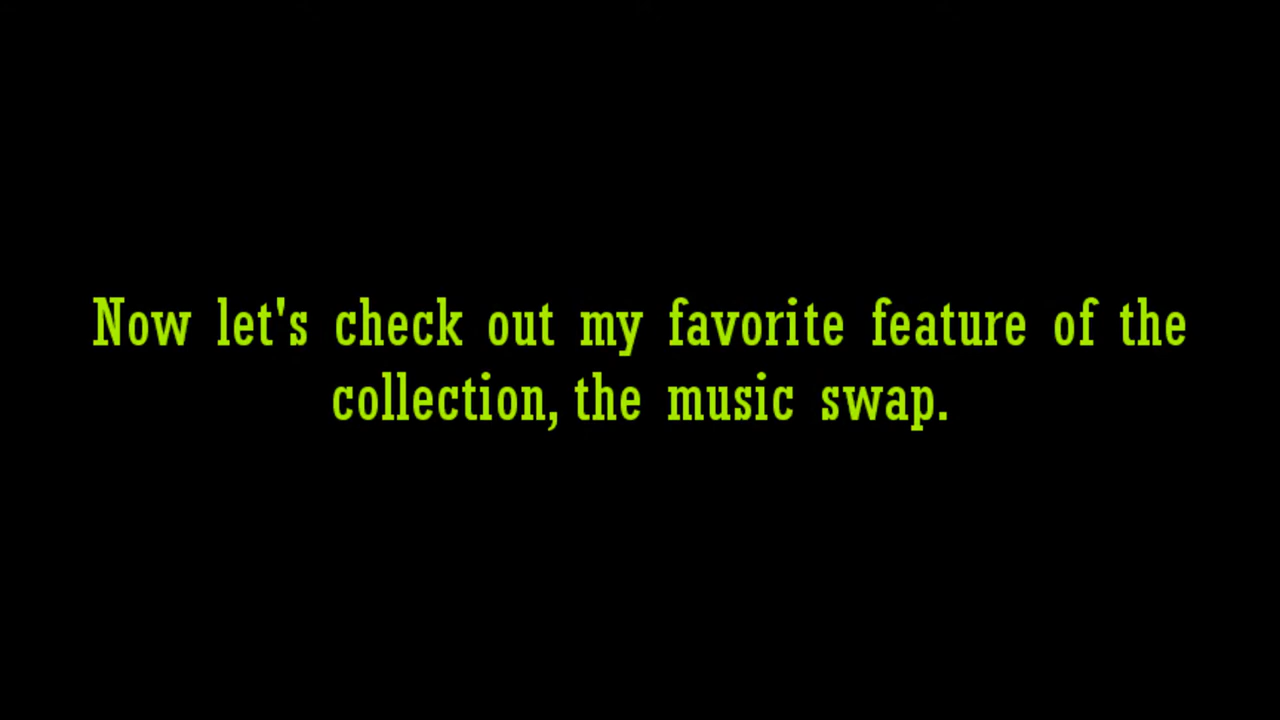 Now let's check out my favorite feature of the
collection, the music swap.